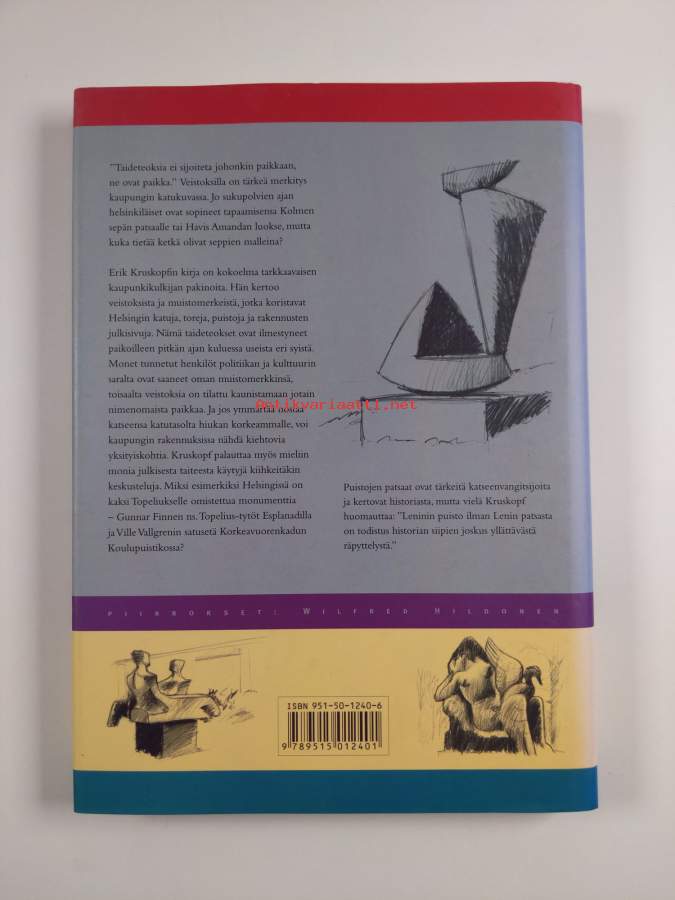 "Taideteoksia ei sijoiteta johonkin paikkaan,
ne ovat paikka." Veistoksilla on tärkeä merkitys
kaupungin katukuvassa. Jo sukupolvien ajan
helsinkiläiset ovat sopineet tapaamisensa Kolmen
sepän patsaalle tai Havis Amandan luokse, mutta
kuka tietää ketkä olivat seppien malleina?
Erik Kruskopfin kirja on kokoelma tarkkaavaisen
kaupunkikulkijan pakinoita. Hän kertoo
veistoksista ja muistomerkeistä, jotka koristavat
Helsingin katuja, toreja, puistoja ja rakennusten
julkisivuja. Nämä taideteokset ovat ilmestyneet
paikoilleen pitkän ajan kuluessa useista eri syistä.
Monet tunnetut henkilöt politiikan ja kulttuurin
saralta ovat saaneet oman muistomerkkinsä,
toisaalta veistoksia on tilattu kaunistamaan jotain
nimenomaista paikkaa. Ja jos ymmärtää nostaa
katseensa katutasolta hiukan korkeammalle, voi
kaupungin rakennuksissa nähdä kiehtovia
yksityiskohtia. Kruskopf palauttaa myös mieliin
monia julkisesta taiteesta käytyjä kiihkeitäkin
keskusteluja. Miksi esimerkiksi Helsingissä on
kaksi Topeliukselle omistettua monumenttia
– Gunnar Finnen ns. Topelius-tytöt Esplanadilla
ja Ville Vallgrenin satusetä Korkeavuorenkadun
Koulupuistikossa?
Antikvariaatti.net
Puistojen patsaat ovat tärkeitä katseenvangitsijoita
ja kertovat historiasta, mutta vielä Kruskopf
huomauttaa: "Leninin puisto ilman Lenin patsasta
on todistus historian siipien joskus yllättävästä
räpyttelystä."
PIIRROKSET: WILFRED HILDONEN
ISBN 951-50-1240-6
9 789515 012401